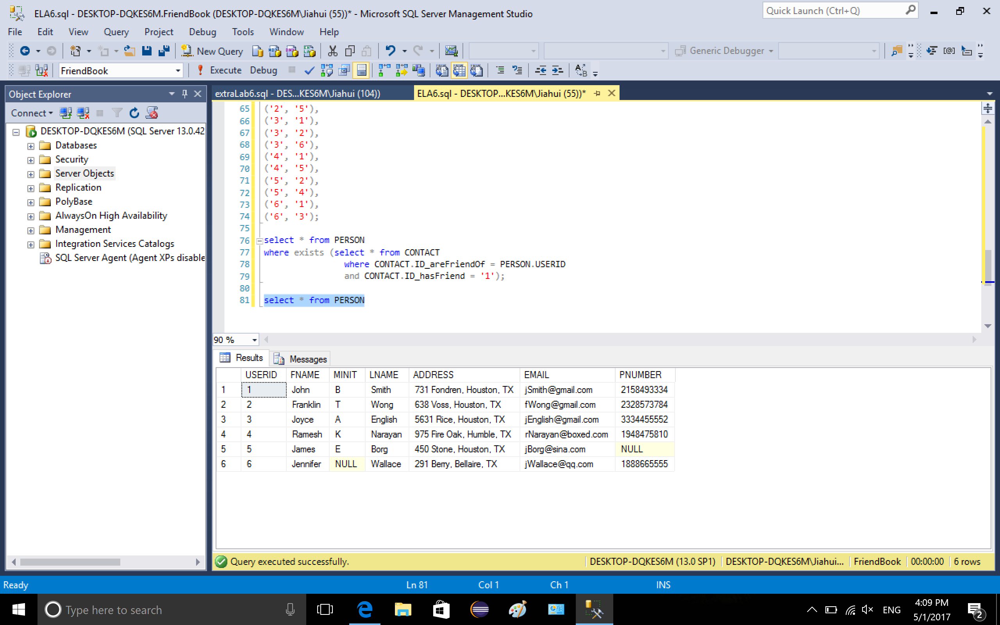 ELA6.sql - DESKTOP-DQKES6M.FriendBook (DESKTOP-DQKES6M\Jiahui (55))* - Microsoft SQL Server Management Studio
Quick Launch (Ctrl+Q)
File Edit View Query Project Debug Tools Window Help
New Query
Generic Debugger
FriendBook
Execute Debug
Object Explorer
extraLab6.sql - DES...KES6M\Jiahui (104))
ELA6.sql - DESKTOP...KES6M\Jiahui (55))*
Connect
DESKTOP-DQKES6M (SQL Server 13.0.42
Databases
Security
Server Objects
Replication
PolyBase
AlwaysOn High Availability
Management
Integration Services Catalogs
SQL Server Agent (Agent XPs disable
65 ('2', '5'),
66 ('3', '1'),
67 ('3', '2'),
68 ('3', '6'),
69 ('4', '1'),
70 ('4', '5'),
71 ('5', '2'),
72 ('5', '4'),
73 ('6', '1'),
74 ('6', '3');
75
76 select * from PERSON
77 where exists (select * from CONTACT
78 where CONTACT.ID_areFriendOf = PERSON.USERID
79 and CONTACT.ID_hasFriend = '1');
80
81 select * from PERSON
90 %
Results Messages
USERID FNAME MINIT LNAME ADDRESS EMAIL PNUMBER
1 1 John B Smith 731 Fondren, Houston, TX jSmith@gmail.com 2158493334
2 2 Franklin T Wong 638 Voss, Houston, TX fWong@gmail.com 2328573784
3 3 Joyce A English 5631 Rice, Houston, TX jEnglish@gmail.com 3334455552
4 4 Ramesh K Narayan 975 Fire Oak, Humble, TX rNarayan@boxed.com 1948475810
5 5 James E Borg 450 Stone, Houston, TX jBorg@sina.com NULL
6 6 Jennifer NULL Wallace 291 Berry, Bellaire, TX jWallace@qq.com 1888665555
Query executed successfully.
DESKTOP-DQKES6M (13.0 SP1) DESKTOP-DQKES6M\Jiahui... FriendBook 00:00:00 6 rows
Ready Ln 81 Col 1 Ch 1 INS
Type here to search
ENG
4:09 PM
5/1/2017
2